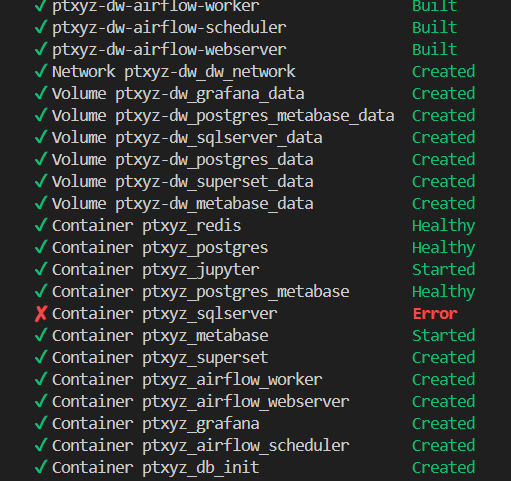 ✓ ptxyz-dw-airflow-worker Built
✓ ptxyz-dw-airflow-scheduler Built
✓ ptxyz-dw-airflow-webserver Built
✓ Network ptxyz-dw_dw_network Created
✓ Volume ptxyz-dw_grafana_data Created
✓ Volume ptxyz-dw_postgres_metabase_data Created
✓ Volume ptxyz-dw_sqlserver_data Created
✓ Volume ptxyz-dw_postgres_data Created
✓ Volume ptxyz-dw_superset_data Created
✓ Volume ptxyz-dw_metabase_data Created
✓ Container ptxyz_redis Healthy
✓ Container ptxyz_postgres Healthy
✓ Container ptxyz_jupyter Started
✓ Container ptxyz_postgres_metabase Healthy
✘ Container ptxyz_sqlserver Error
✓ Container ptxyz_metabase Started
✓ Container ptxyz_superset Created
✓ Container ptxyz_airflow_worker Created
✓ Container ptxyz_airflow_webserver Created
✓ Container ptxyz_grafana Created
✓ Container ptxyz_airflow_scheduler Created
✓ Container ptxyz_db_init Created